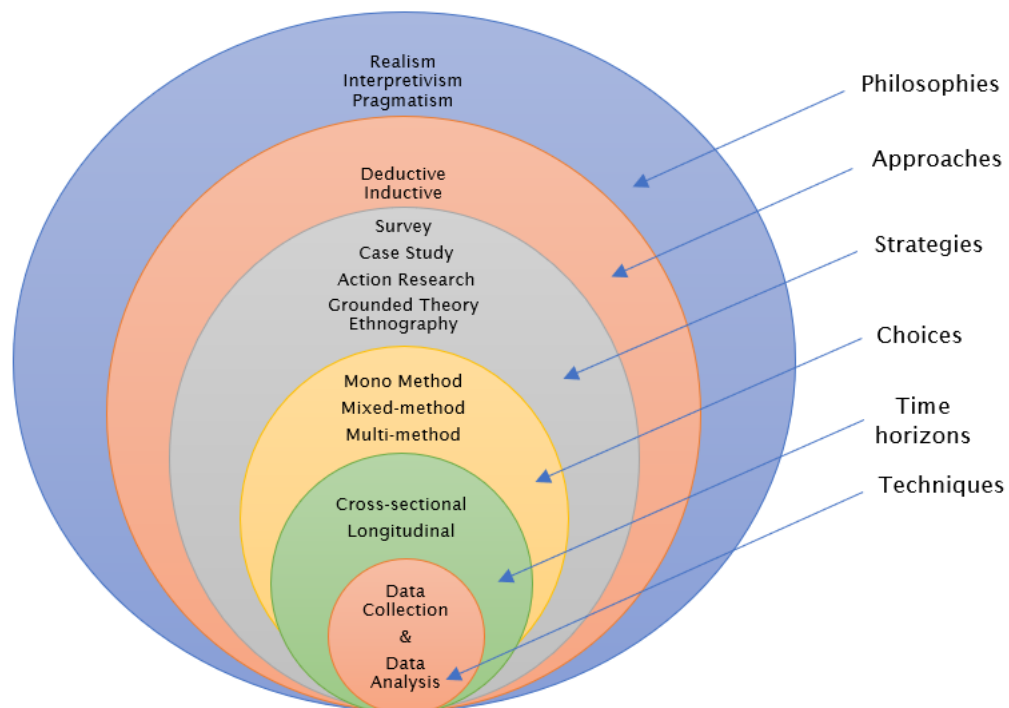 Realism
Interpretivism
Pragmatism
Deductive
Inductive
Survey
Case Study
Action Research
Grounded Theory
Ethnography
Mono Method
Mixed-method
Multi-method
Cross-sectional
Longitudinal
Data
Collection
&
Data
Analysis
Philosophies
Approaches
Strategies
Choices
Time
horizons
Techniques